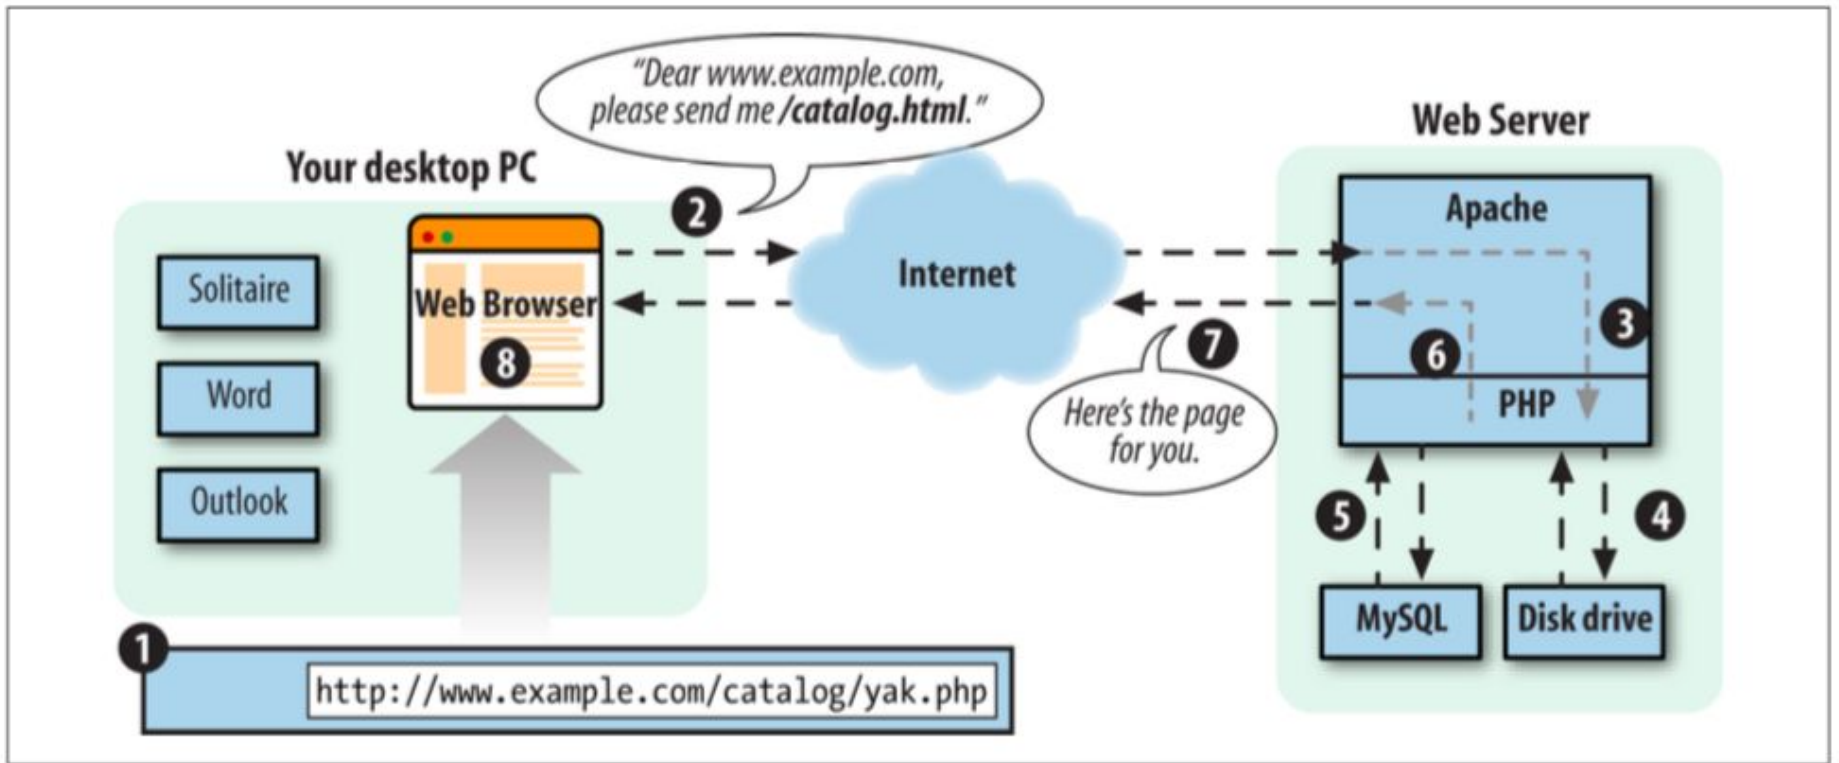 "Dear www.example.com,
please send me /catalog.html."
Your desktop PC
Web Server
2
Apache
Solitaire
Web Browser
Internet
3
8
7
6
Word
Here's the page
for you.
PHP
Outlook
5
4
MySQL
Disk drive
1
http://www.example.com/catalog/yak.php